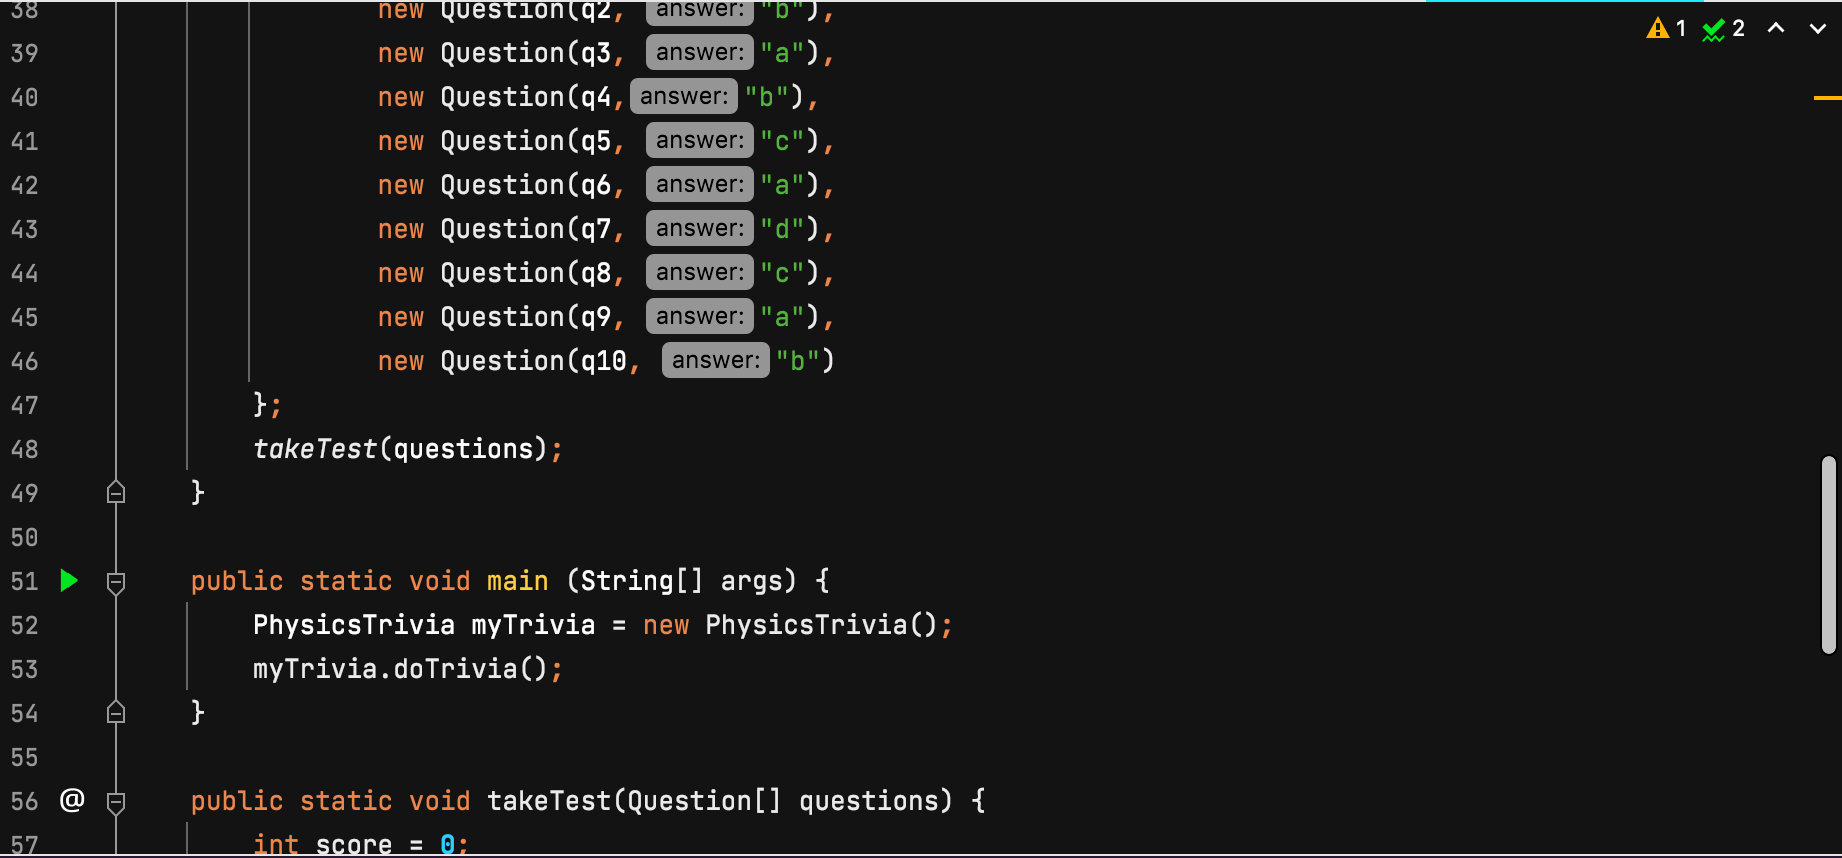 38 new Question(q2, answer: "b"),
1 2
39 new Question(q3, answer: "a"),
40 new Question(q4, answer: "b"),
41 new Question(q5, answer: "c"),
42 new Question(q6, answer: "a"),
43 new Question(q7, answer: "d"),
44 new Question(q8, answer: "c"),
45 new Question(q9, answer: "a"),
46 new Question(q10, answer: "b")
47 };
48 takeTest(questions);
49 }
50
51 public static void main (String[] args) {
52 PhysicsTrivia myTrivia = new PhysicsTrivia();
53 myTrivia.doTrivia();
54 }
55
56 @ public static void takeTest(Question[] questions) {
57 int score = 0;